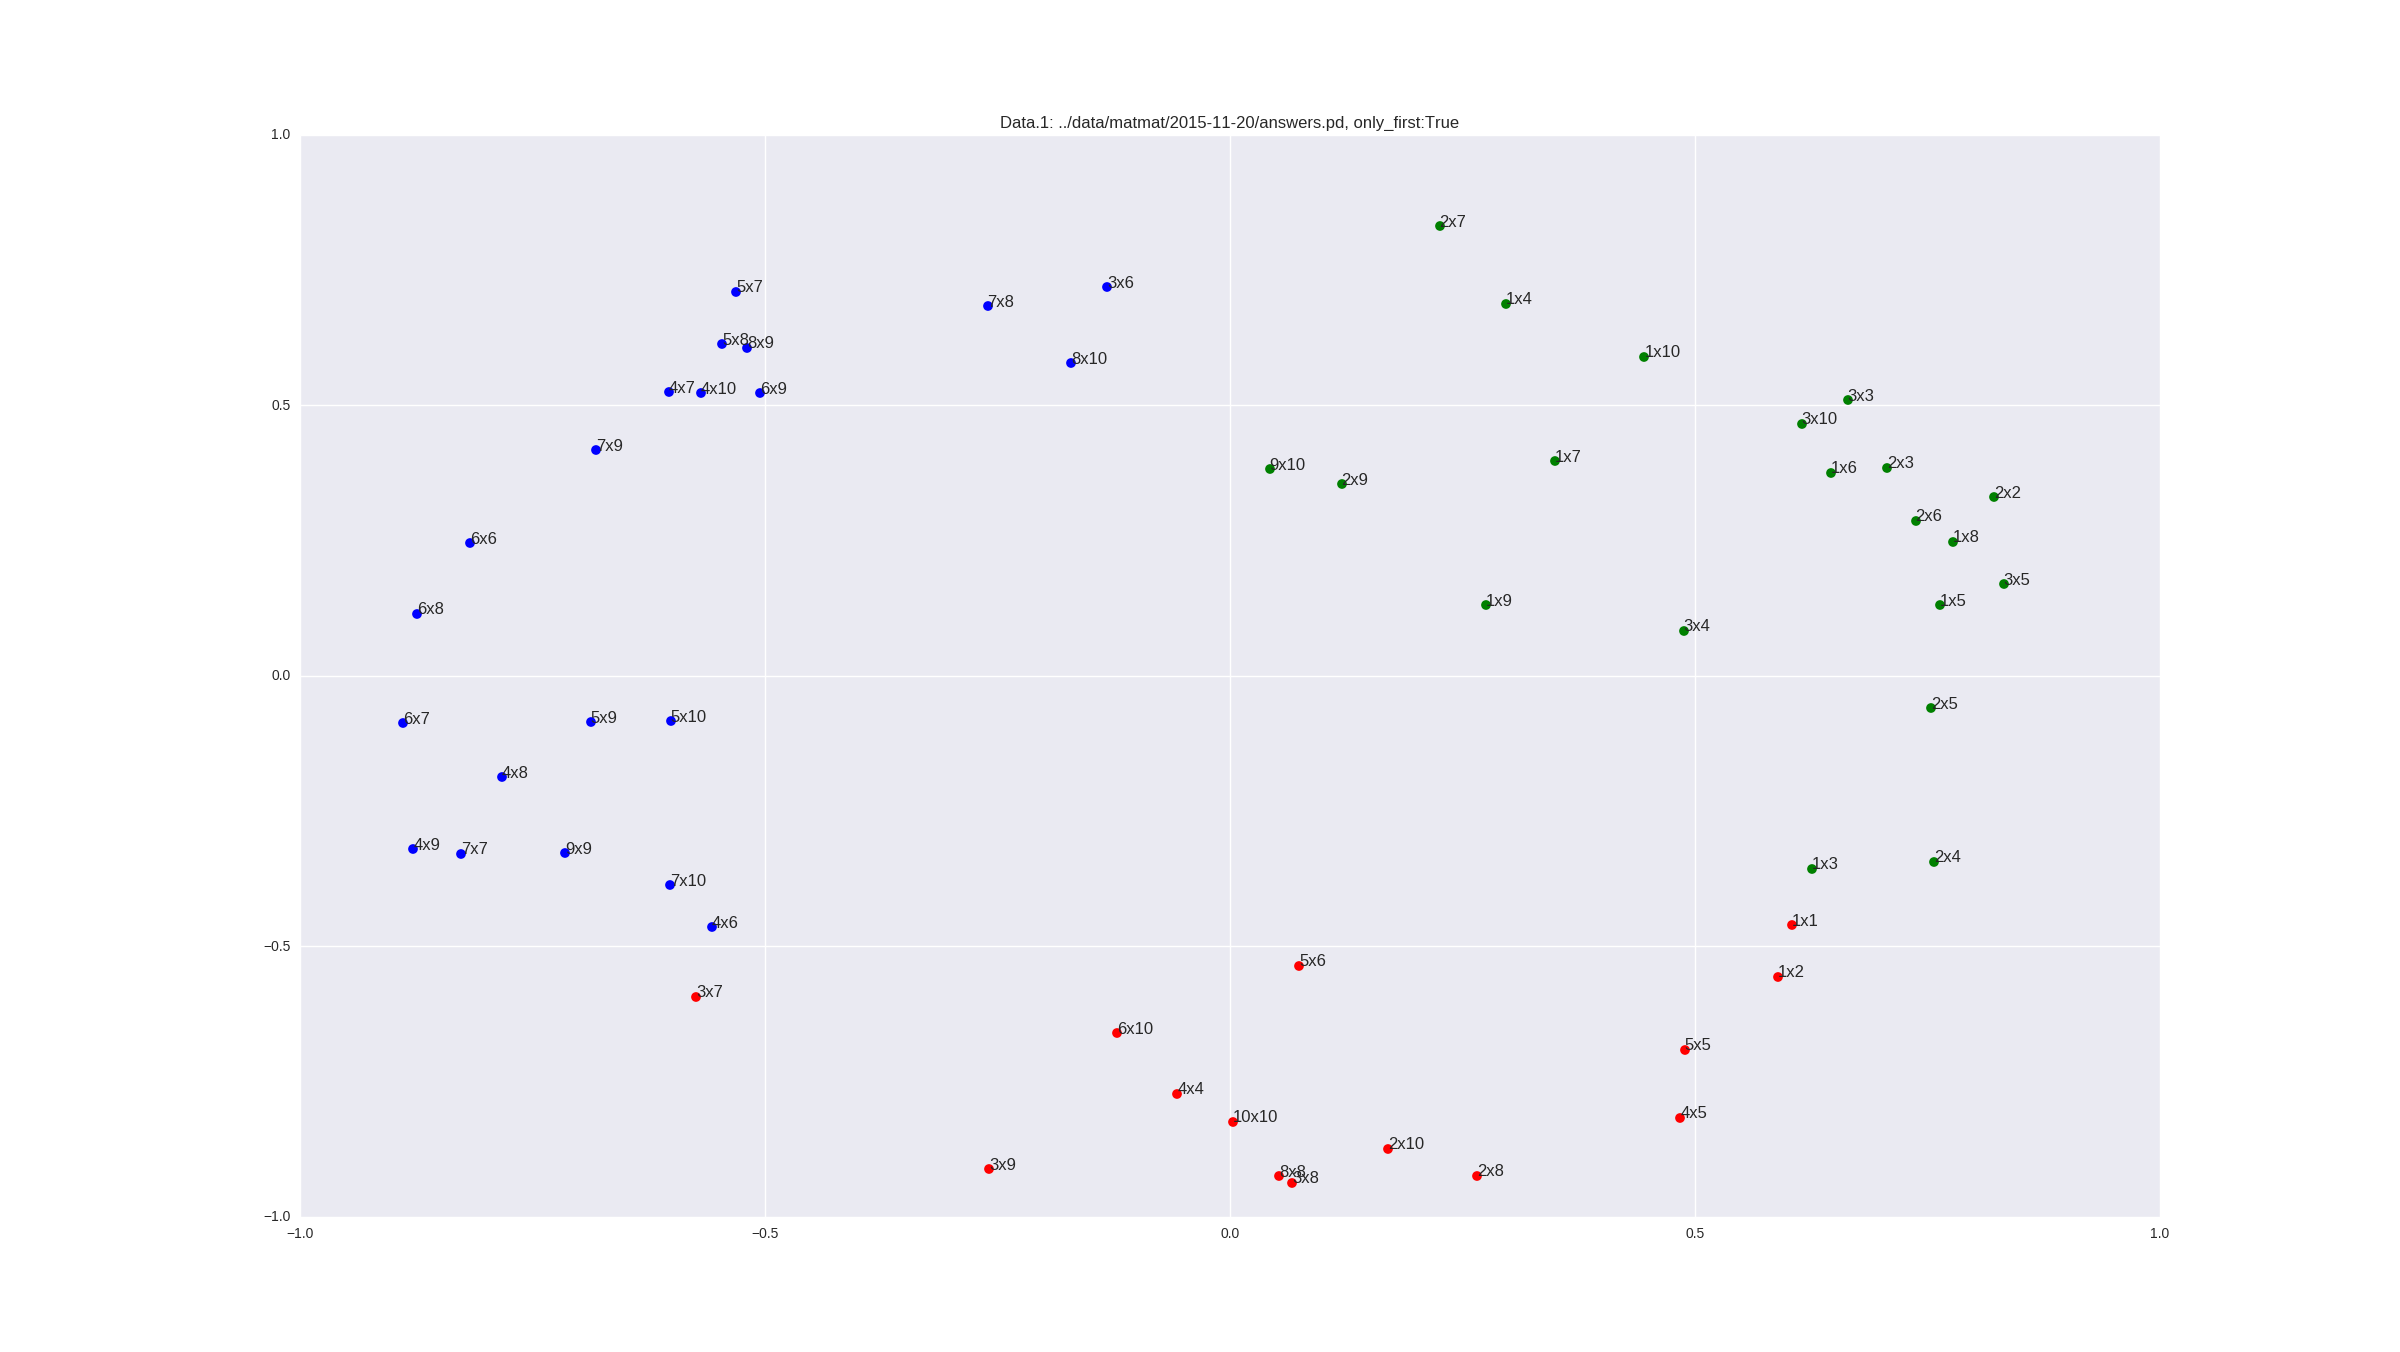 Data.1: ../data/matmat/2015-11-20/answers.pd, only_first:True
1.0
2x7
5x7
3x6
7x8
1x4
5x8
8x9
1x10
8x10
4x7
4x10
6x9
3x3
0.5
3x10
7x9
1x7
9x10
2x3
1x6
2x9
2x2
2x6
6x6
1x8
3x5
6x8
1x9
1x5
3x4
0.0
2x5
6x7
5x9
5x10
4x8
4x9
7x7
9x9
2x4
1x3
7x10
1x1
4x6
−0.5
5x6
1x2
3x7
6x10
5x5
4x4
4x5
10x10
2x10
3x9
8x8
2x8
3x8
−1.0
−1.0
−0.5
0.0
0.5
1.0